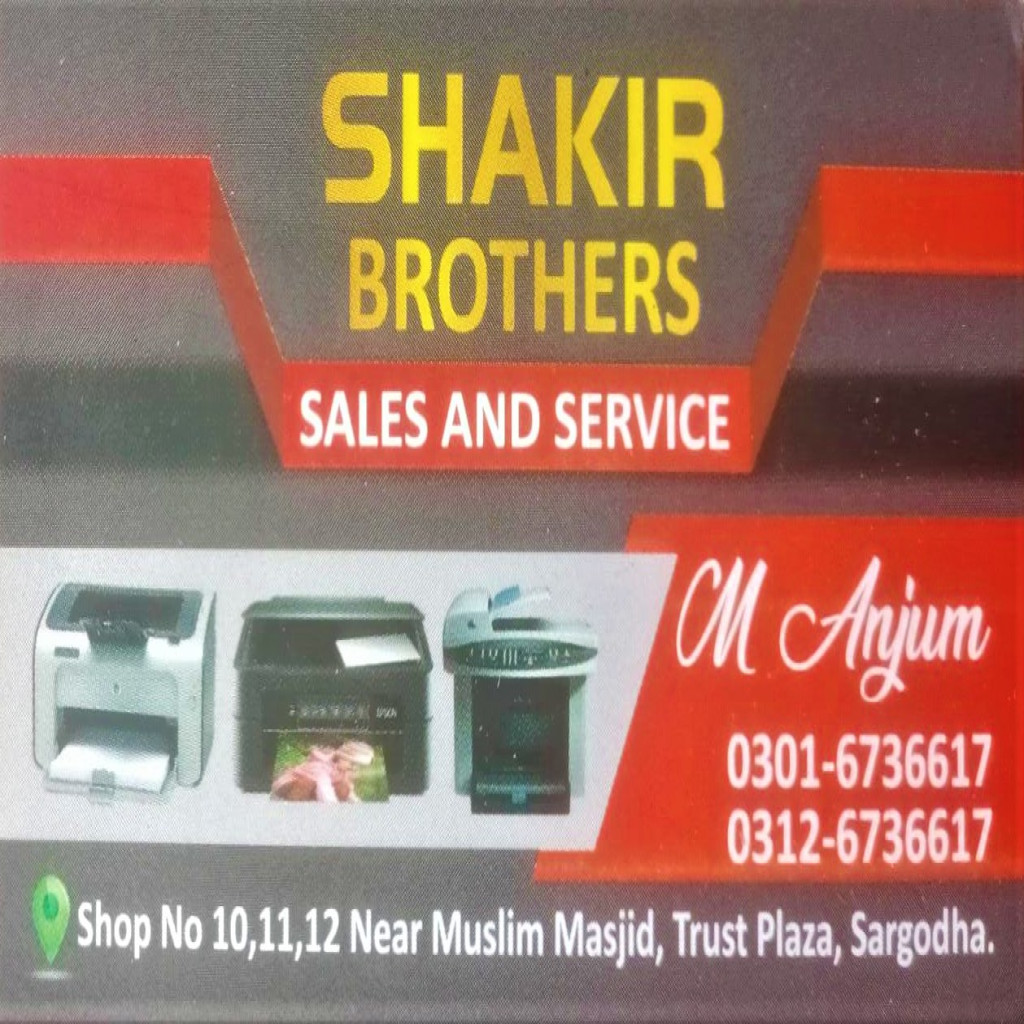 SHAKIR
BROTHERS
SALES AND SERVICE
M Anjum
0301-6736617
0312-6736617
Shop No 10,11,12 Near Muslim Masjid, Trust Plaza, Sargodha.